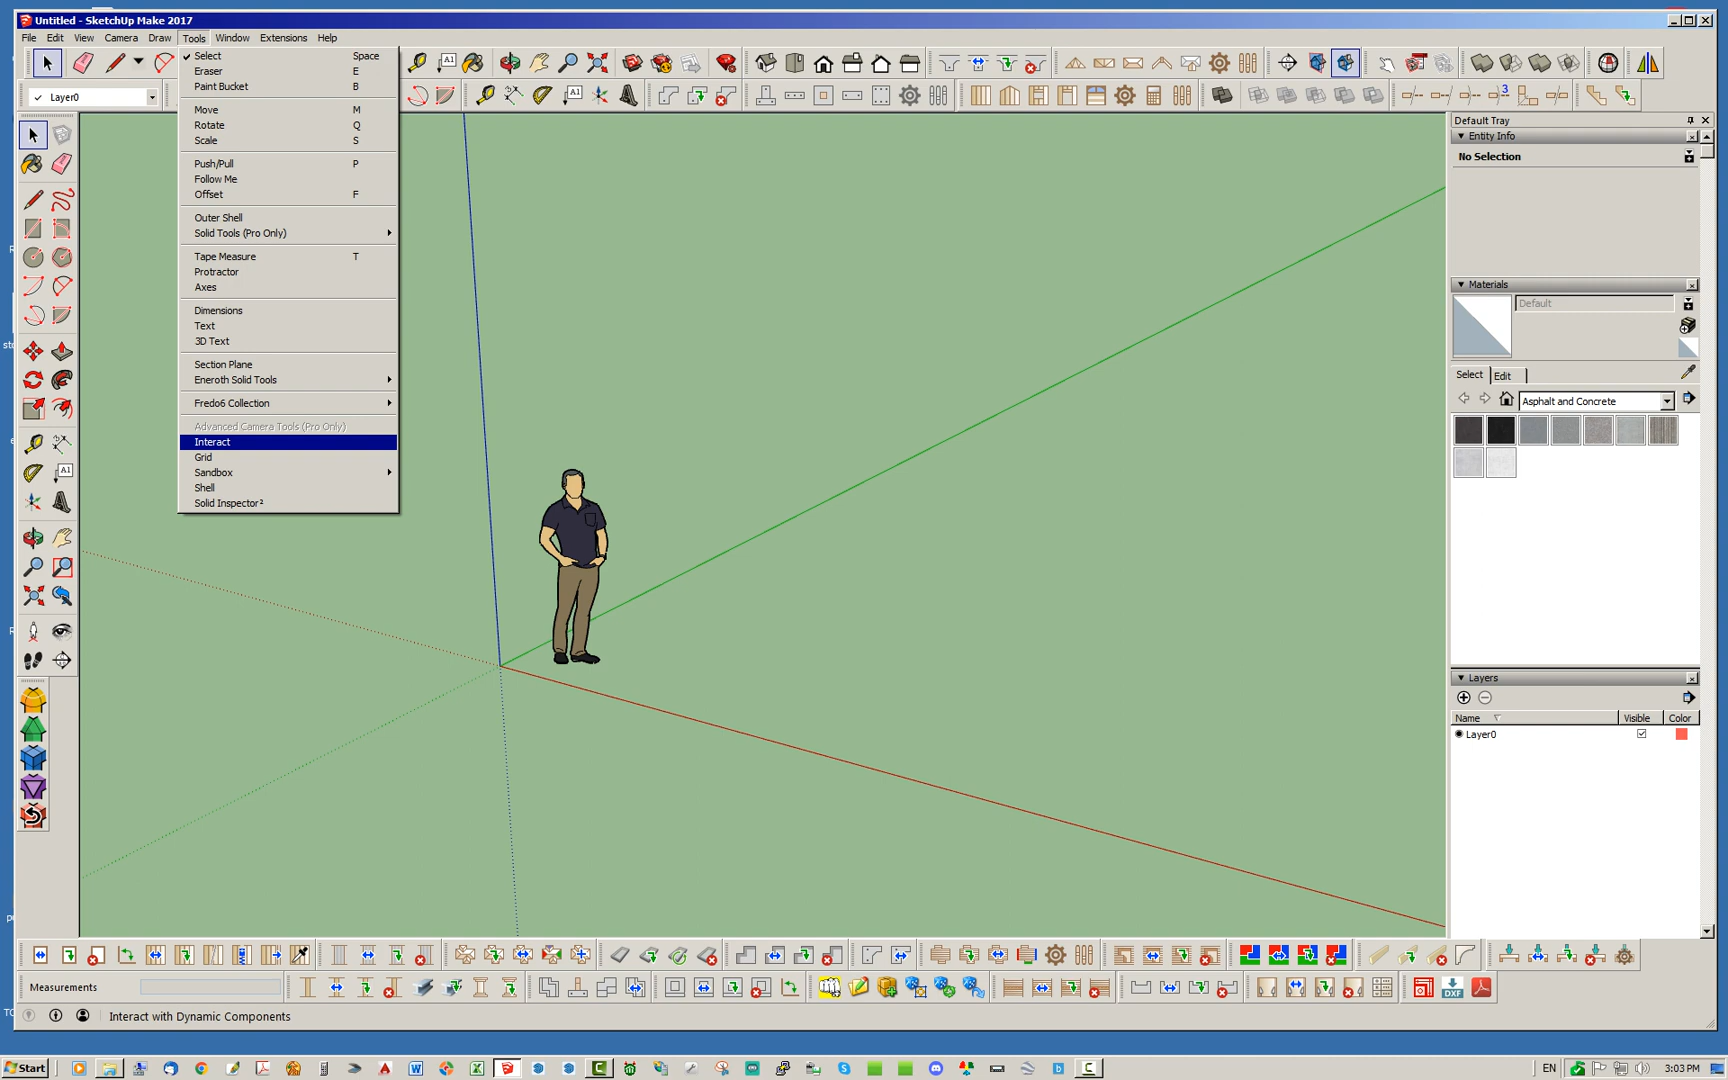 Untitled - SketchUp Make 2017
File Edit View Camera Draw Tools Window Extensions Help
Select Space
Eraser E
Paint Bucket B
Move M
Rotate Q
Scale S
Push/Pull P
Follow Me
Offset F
Outer Shell
Solid Tools (Pro Only)
Tape Measure T
Protractor
Axes
Dimensions
Text
3D Text
Section Plane
Eneroth Solid Tools
Fredo6 Collection
Advanced Camera Tools (Pro Only)
Interact
Grid
Sandbox
Shell
Solid Inspector²
Layer0
Default Tray
Entity Info
No Selection
Materials
Default
Select Edit
Asphalt and Concrete
Layers
Name Visible Color
Layer0
Measurements
DXF
Interact with Dynamic Components
Start
EN
3:03 PM